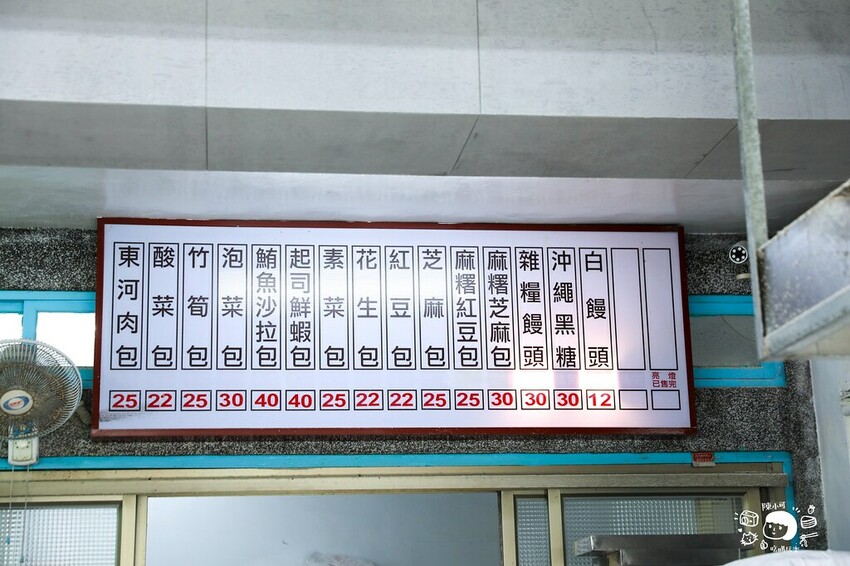 東河肉包
酸菜包
竹筍包
泡菜包
鮪魚沙拉包
起司鮮蝦包
素菜包
花生包
紅豆包
芝麻包
麻糬紅豆包
麻糬芝麻包
雜糧饅頭
沖繩黑糖
白饅頭
亮燈
已售完
25 22 25 30 40 40 25 22 22 25 25 30 30 30 12
陳小可